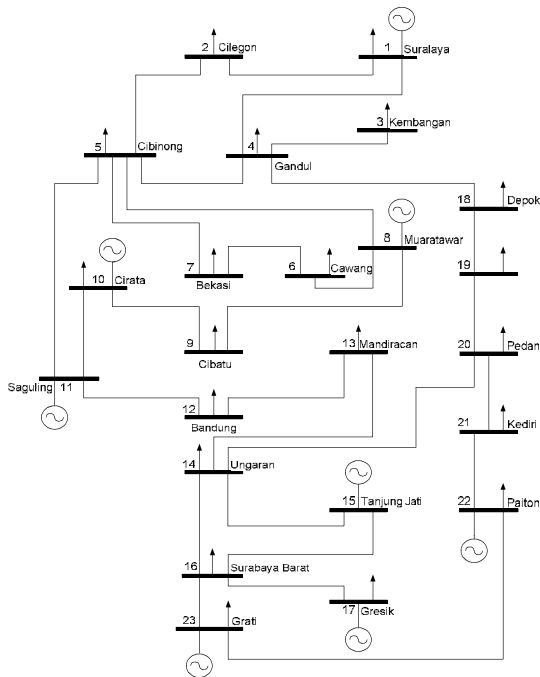 2 Cilegon
1 Suralaya
3 Kembangan
5 Cibinong
4 Gandul
18 Depok
8 Muaratawar
19
7 Bekasi
6 Cawang
10 Cirata
9 Cibatu
13 Mandiracan
20 Pedan
Saguling 11
12 Bandung
21 Kediri
14 Ungaran
15 Tanjung Jati
22 Paiton
16 Surabaya Barat
17 Gresik
23 Grati